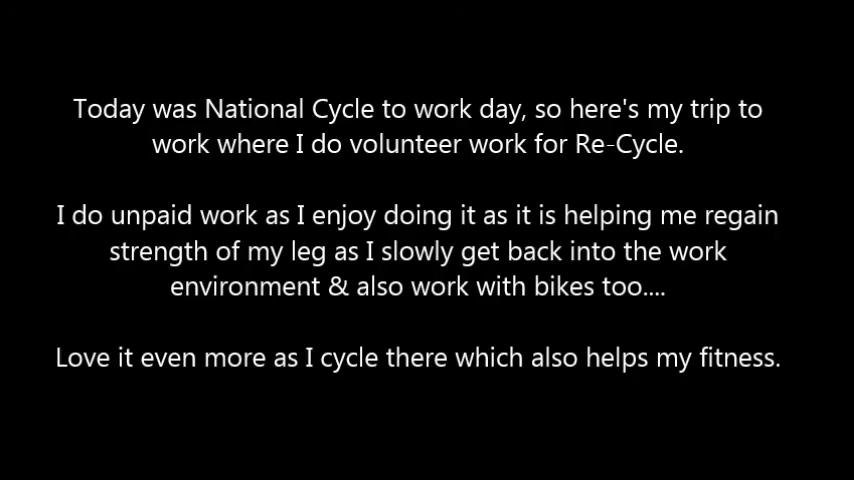 Today was National Cycle to work day, so here's my trip to
work where I do volunteer work for Re-Cycle.
I do unpaid work as I enjoy doing it as it is helping me regain
strength of my leg as I slowly get back into the work
environment & also work with bikes too....
Love it even more as I cycle there which also helps my fitness.